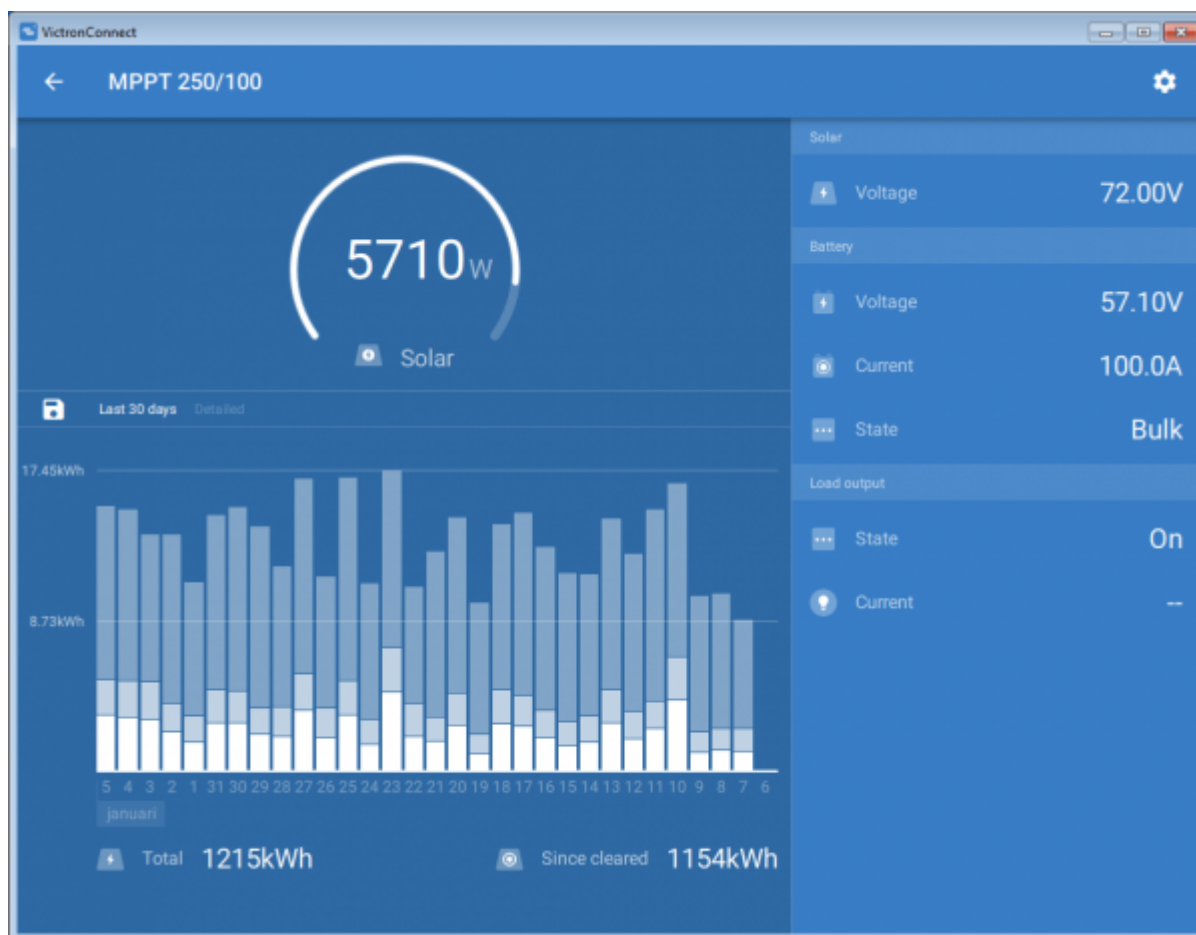 VictronConnect
MPPT 250/100
5710W
Solar
Last 30 days Detailed
17.45kWh
8.73kWh
5 4 3 2 1 31 30 29 28 27 26 25 24 23 22 21 20 19 18 17 16 15 14 13 12 11 10 9 8 7 6
januari
Total 1215kWh Since cleared 1154kWh
Solar
Voltage 72.00V
Battery
Voltage 57.10V
Current 100.0A
State Bulk
Load output
State On
Current --